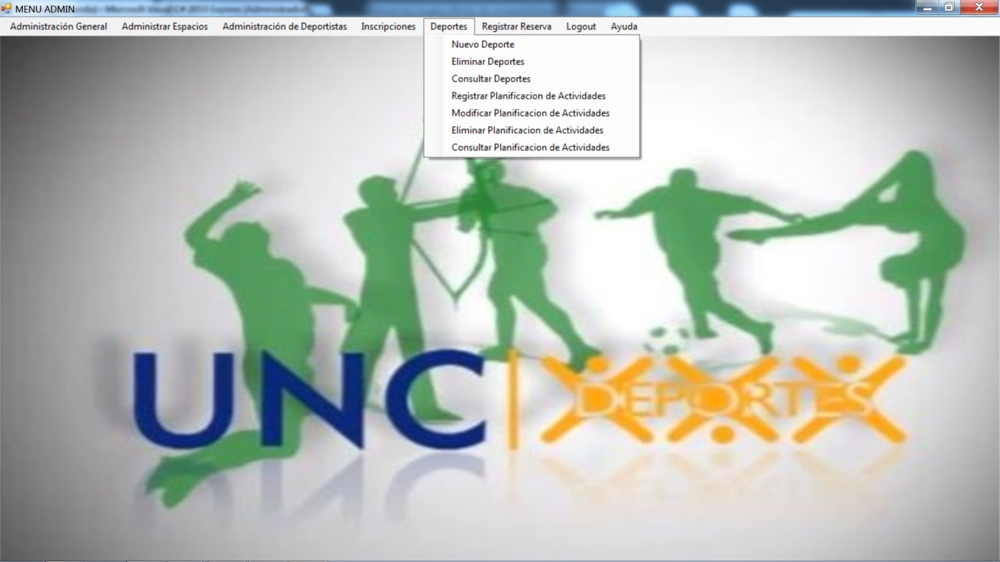 MENU ADMIN
Administración General Administrar Espacios Administración de Deportistas Inscripciones Deportes Registrar Reserva Logout Ayuda
Nuevo Deporte
Eliminar Deportes
Consultar Deportes
Registrar Planificacion de Actividades
Modificar Planificacion de Actividades
Eliminar Planificacion de Actividades
Consultar Planificacion de Actividades
UNC DEPORTES